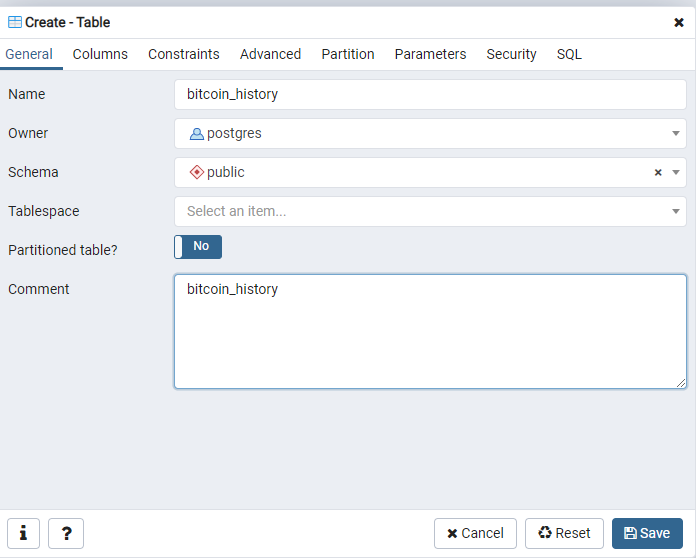 Create - Table
General Columns Constraints Advanced Partition Parameters Security SQL
Name bitcoin_history
Owner postgres
Schema public
Tablespace Select an item...
Partitioned table? No
Comment bitcoin_history
i ? Cancel Reset Save